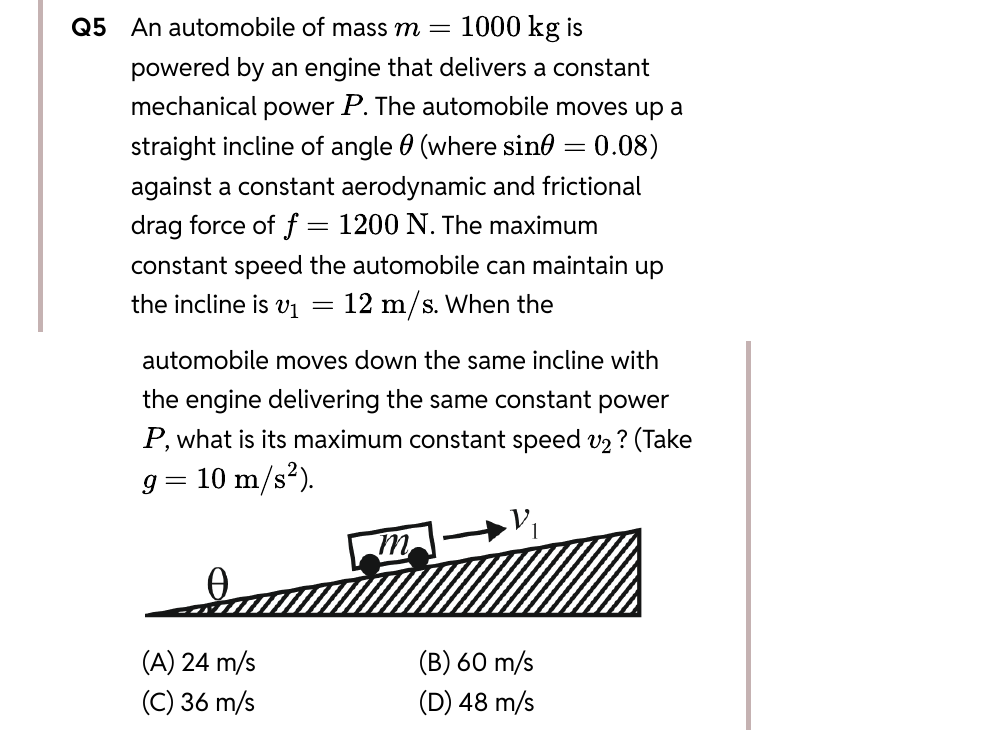 Q5 An automobile of mass m = 1000 kg is
powered by an engine that delivers a constant
mechanical power P. The automobile moves up a
straight incline of angle θ (where sinθ = 0.08)
against a constant aerodynamic and frictional
drag force of f = 1200 N. The maximum
constant speed the automobile can maintain up
the incline is v₁ = 12 m/s. When the
automobile moves down the same incline with
the engine delivering the same constant power
P, what is its maximum constant speed v₂? (Take
g = 10 m/s²).
m
V₁
θ
(A) 24 m/s (B) 60 m/s
(C) 36 m/s (D) 48 m/s